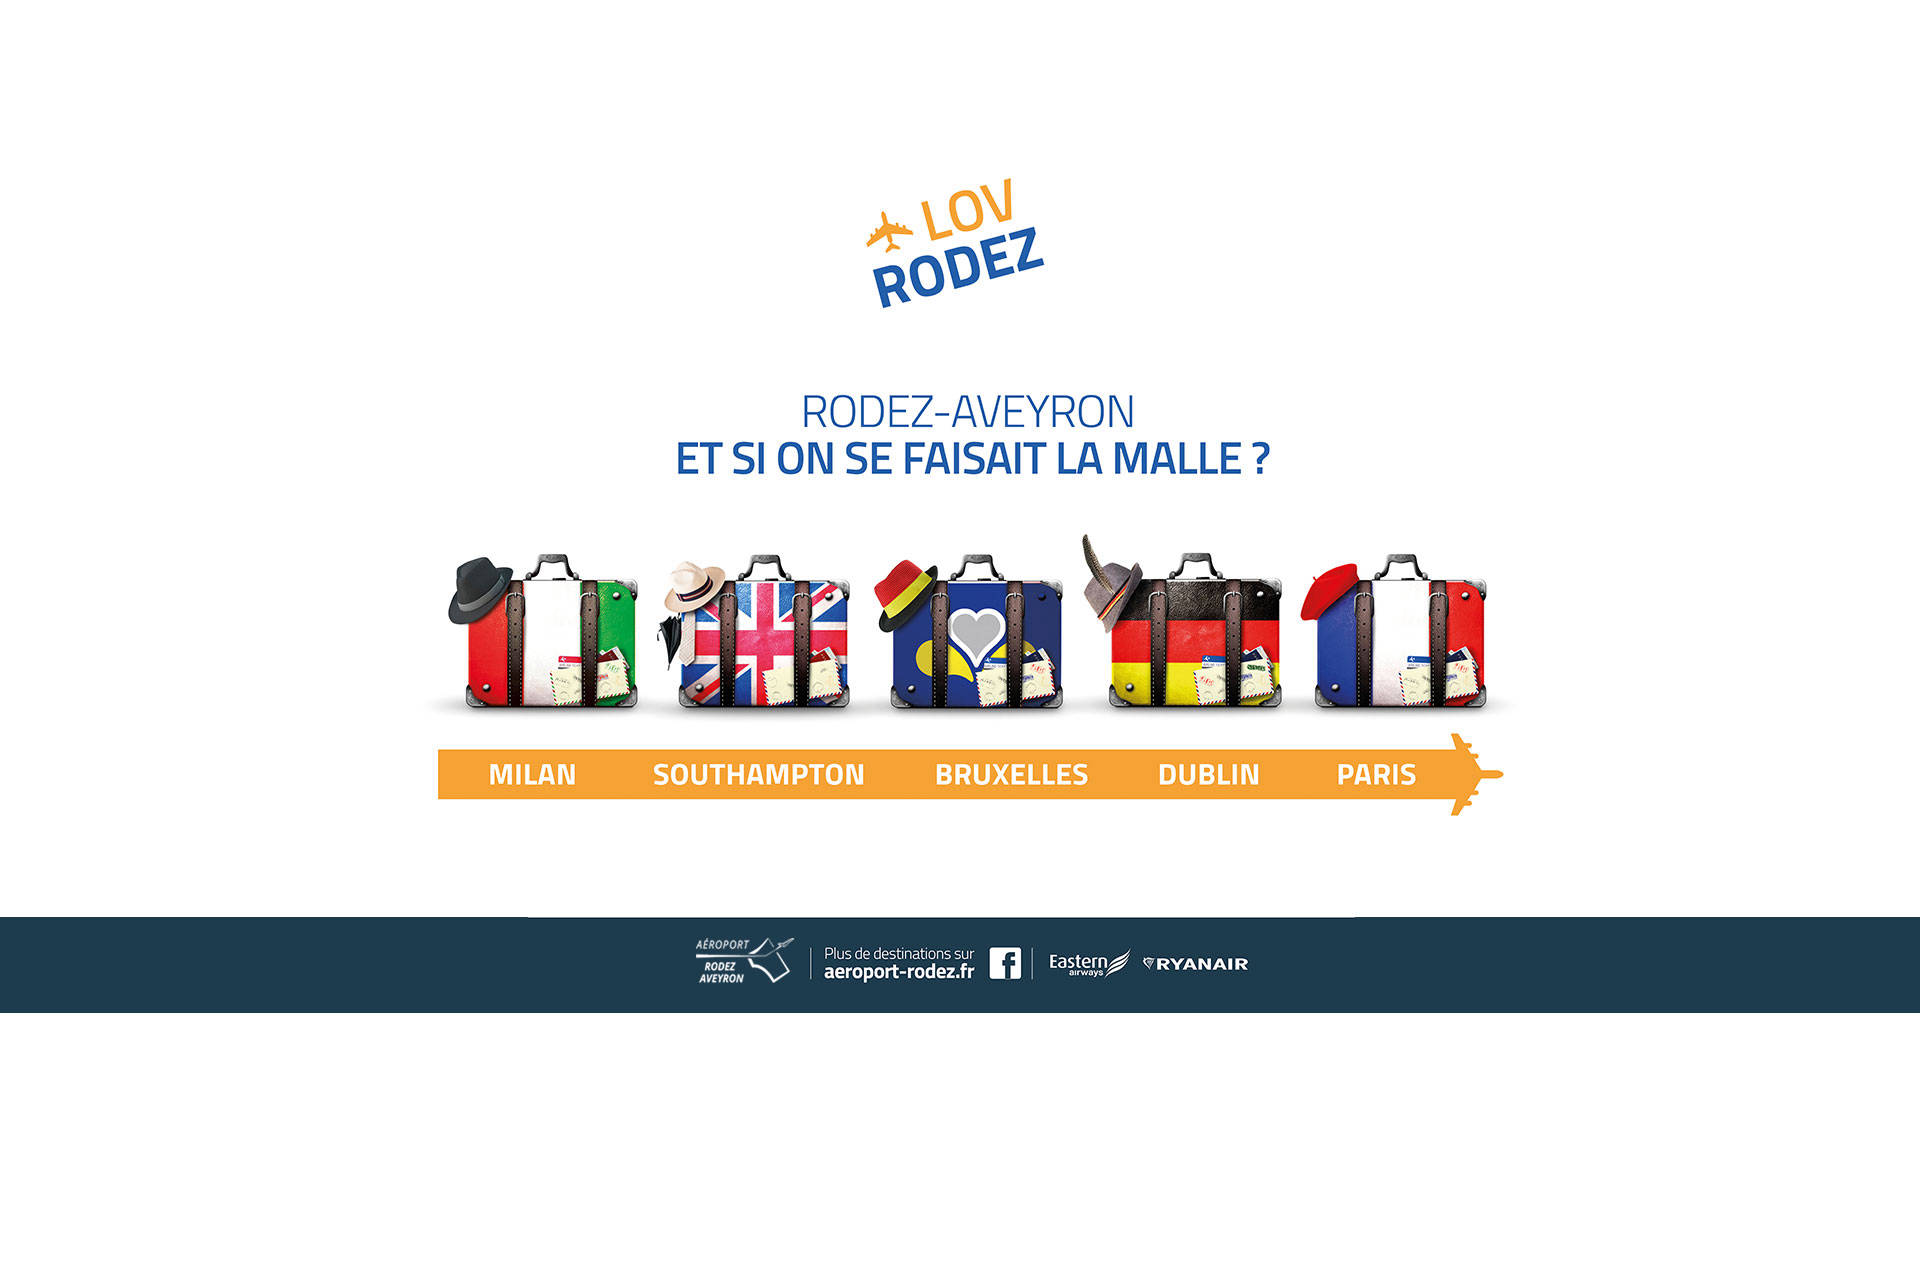 LOV
RODEZ
RODEZ-AVEYRON
ET SI ON SE FAISAIT LA MALLE ?
MILAN SOUTHAMPTON BRUXELLES DUBLIN PARIS
AÉROPORT
RODEZ
AVEYRON
Plus de destinations sur
aeroport-rodez.fr
f
Eastern
airways
RYANAIR